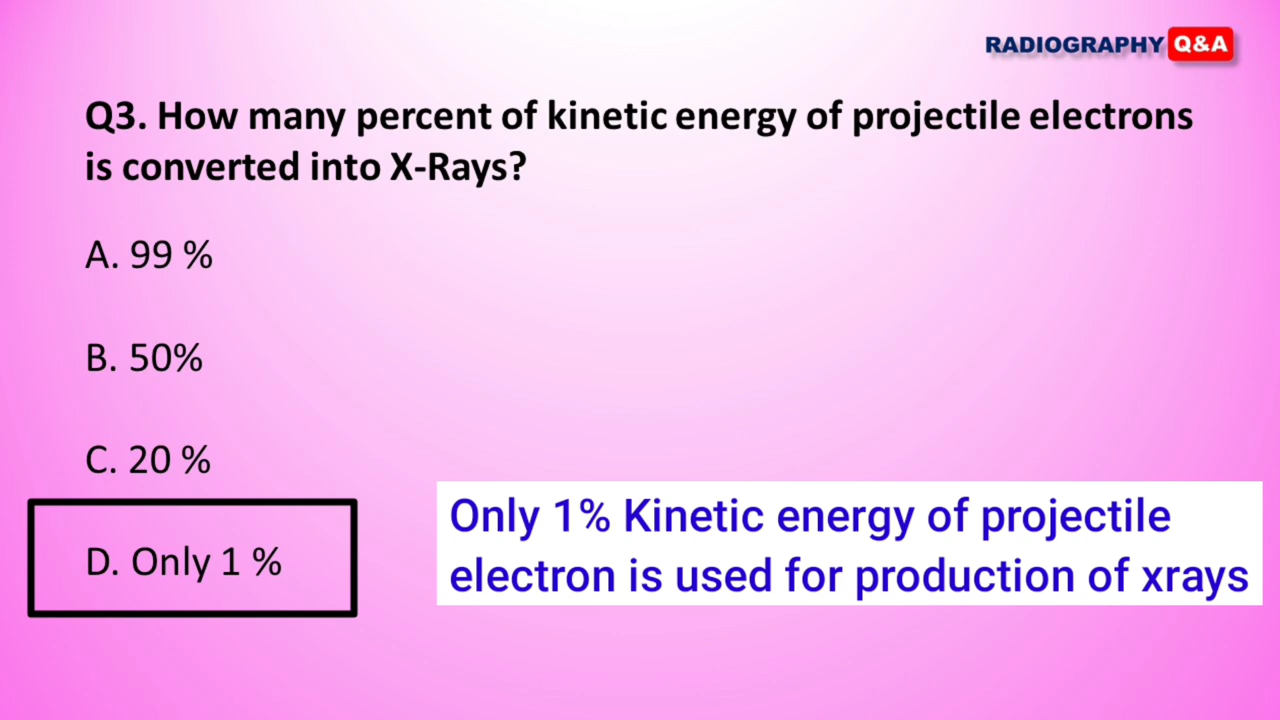 RADIOGRAPHY Q&A
Q3. How many percent of kinetic energy of projectile electrons
is converted into X-Rays?
A. 99 %
B. 50%
C. 20 %
D. Only 1 %
Only 1% Kinetic energy of projectile
electron is used for production of xrays